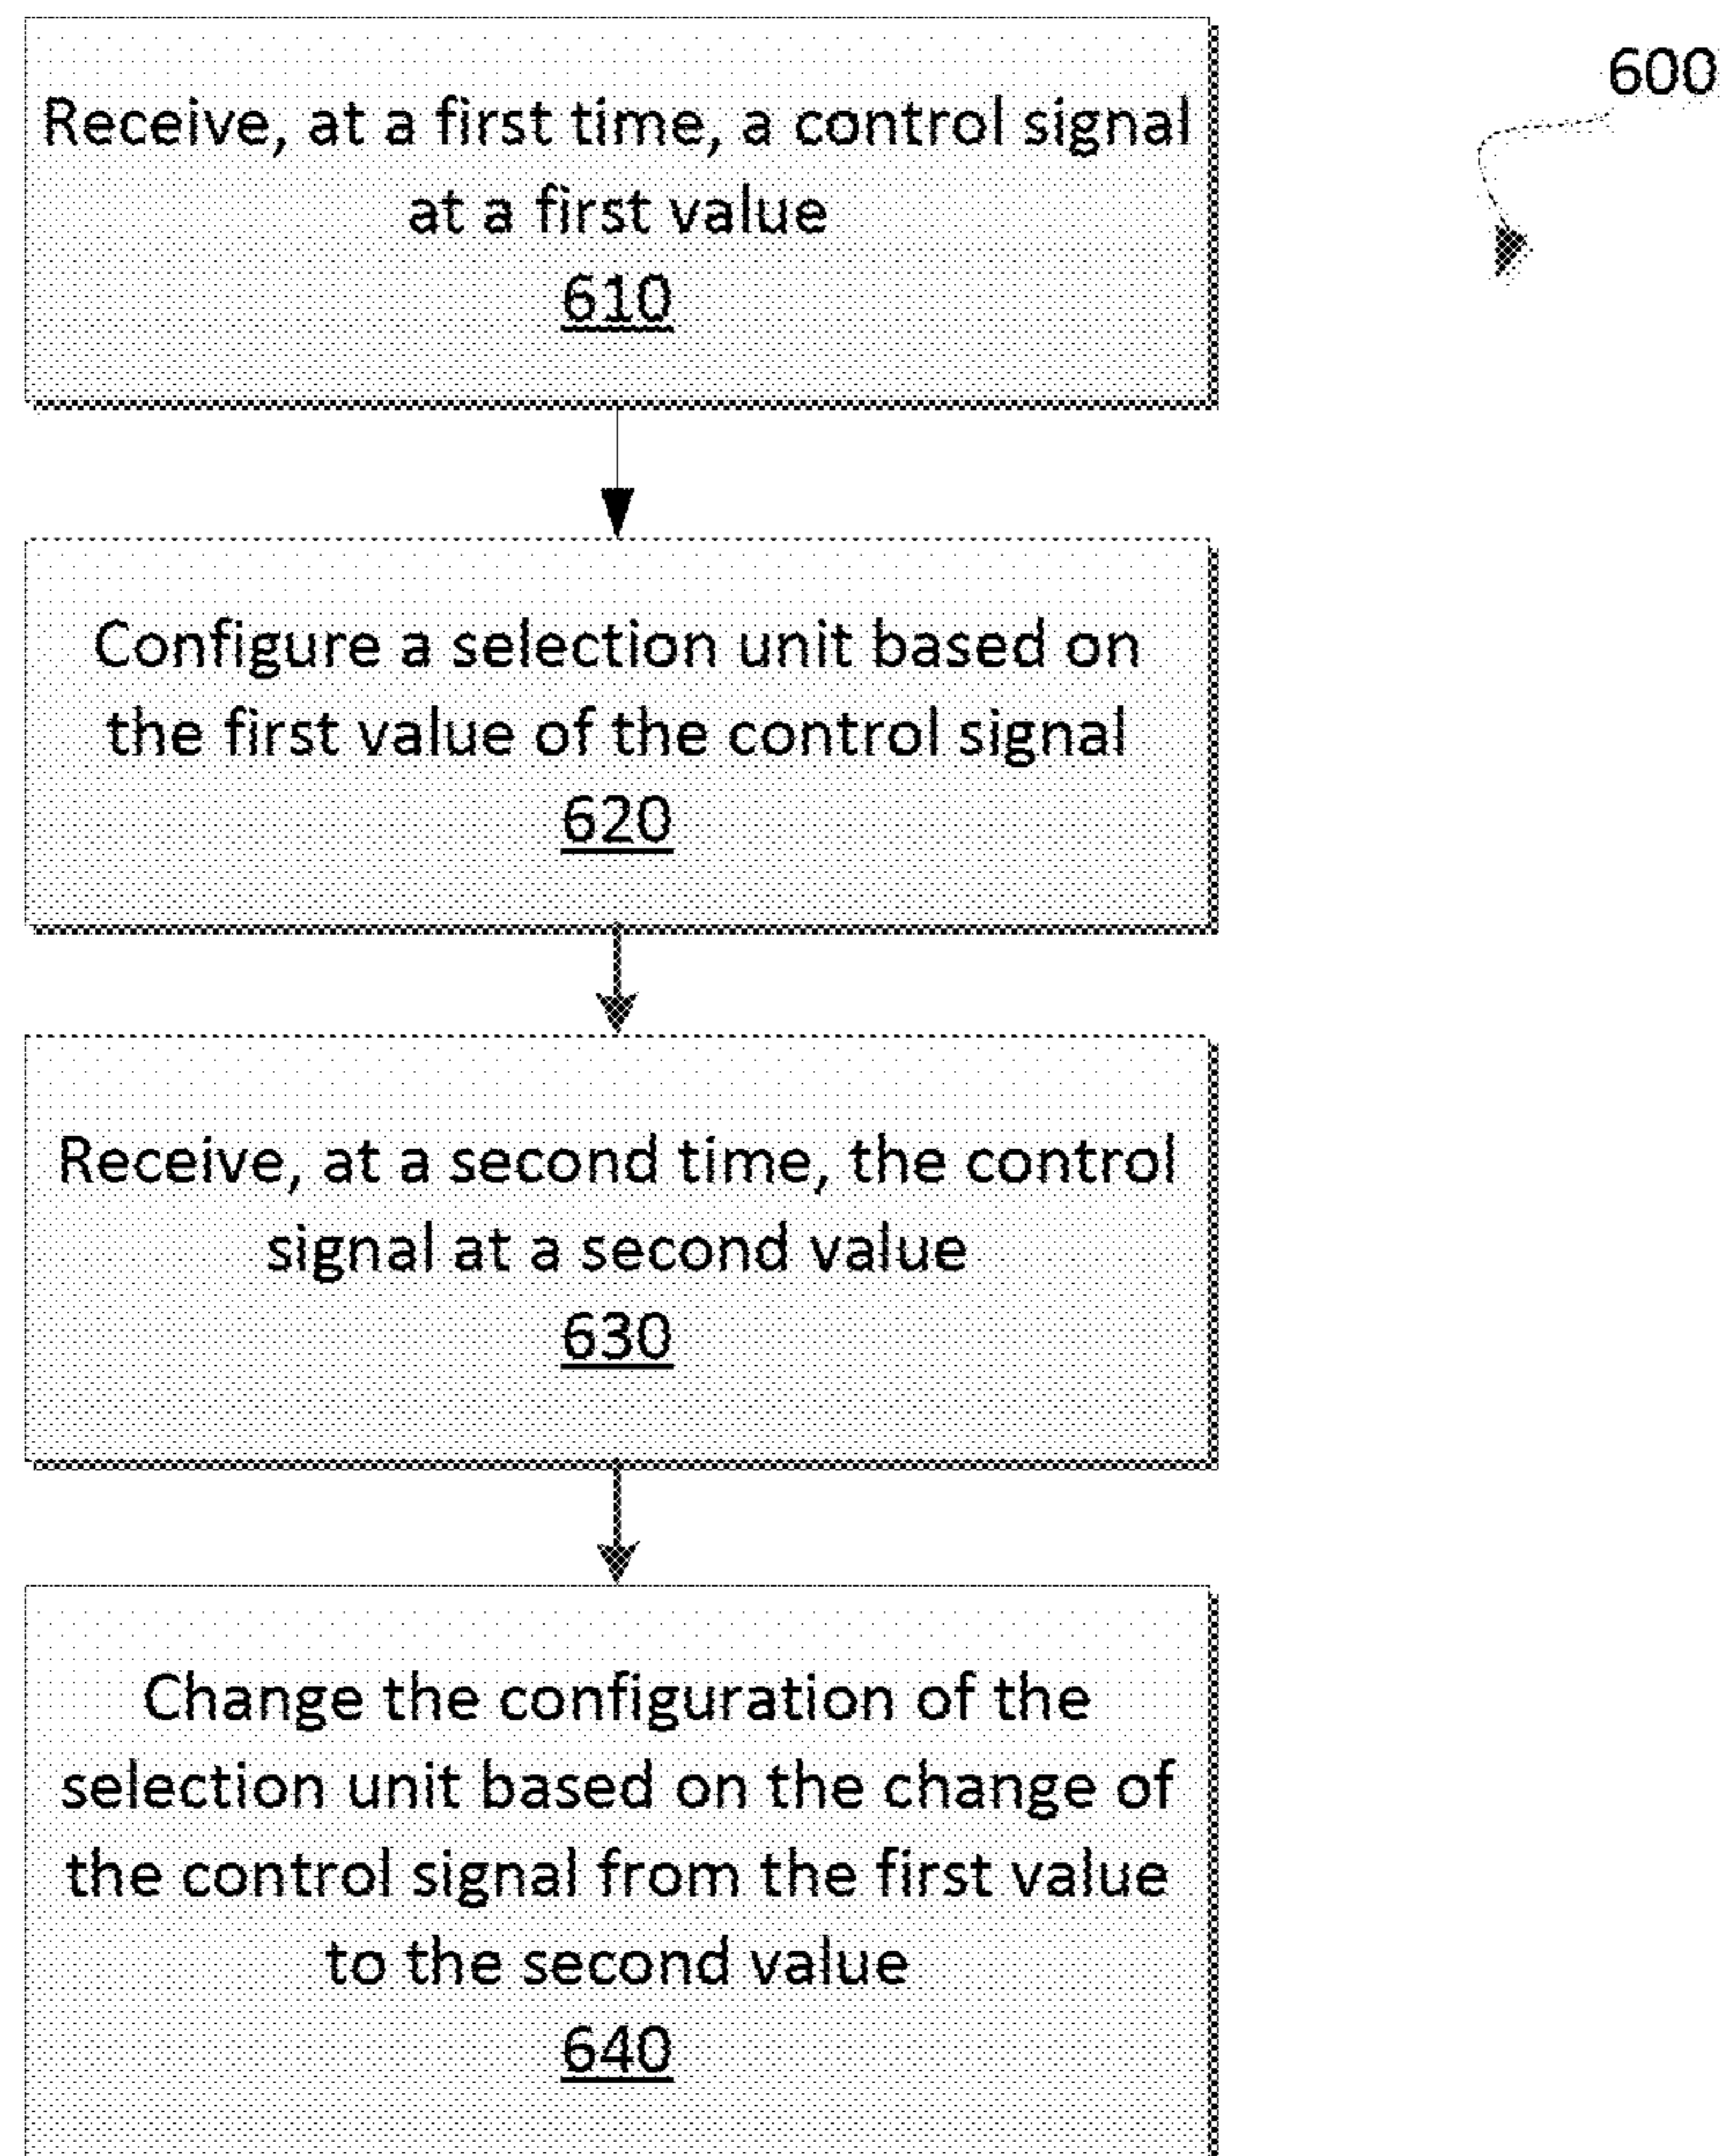 600
Receive, at a first time, a control signal
at a first value
610
Configure a selection unit based on
the first value of the control signal
620
Receive, at a second time, the control
signal at a second value
630
Change the configuration of the
selection unit based on the change of
the control signal from the first value
to the second value
640